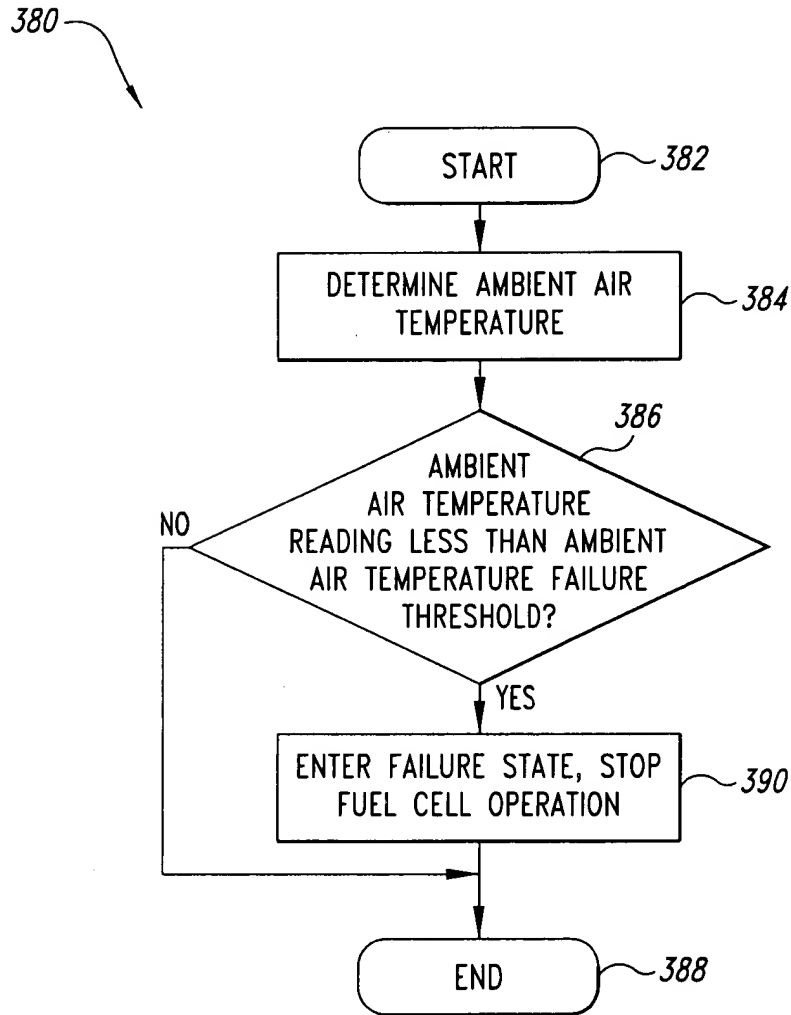 380
START
382
DETERMINE AMBIENT AIR
TEMPERATURE
384
386
AMBIENT
AIR TEMPERATURE
READING LESS THAN AMBIENT
AIR TEMPERATURE FAILURE
THRESHOLD?
NO
YES
ENTER FAILURE STATE, STOP
FUEL CELL OPERATION
390
END
388